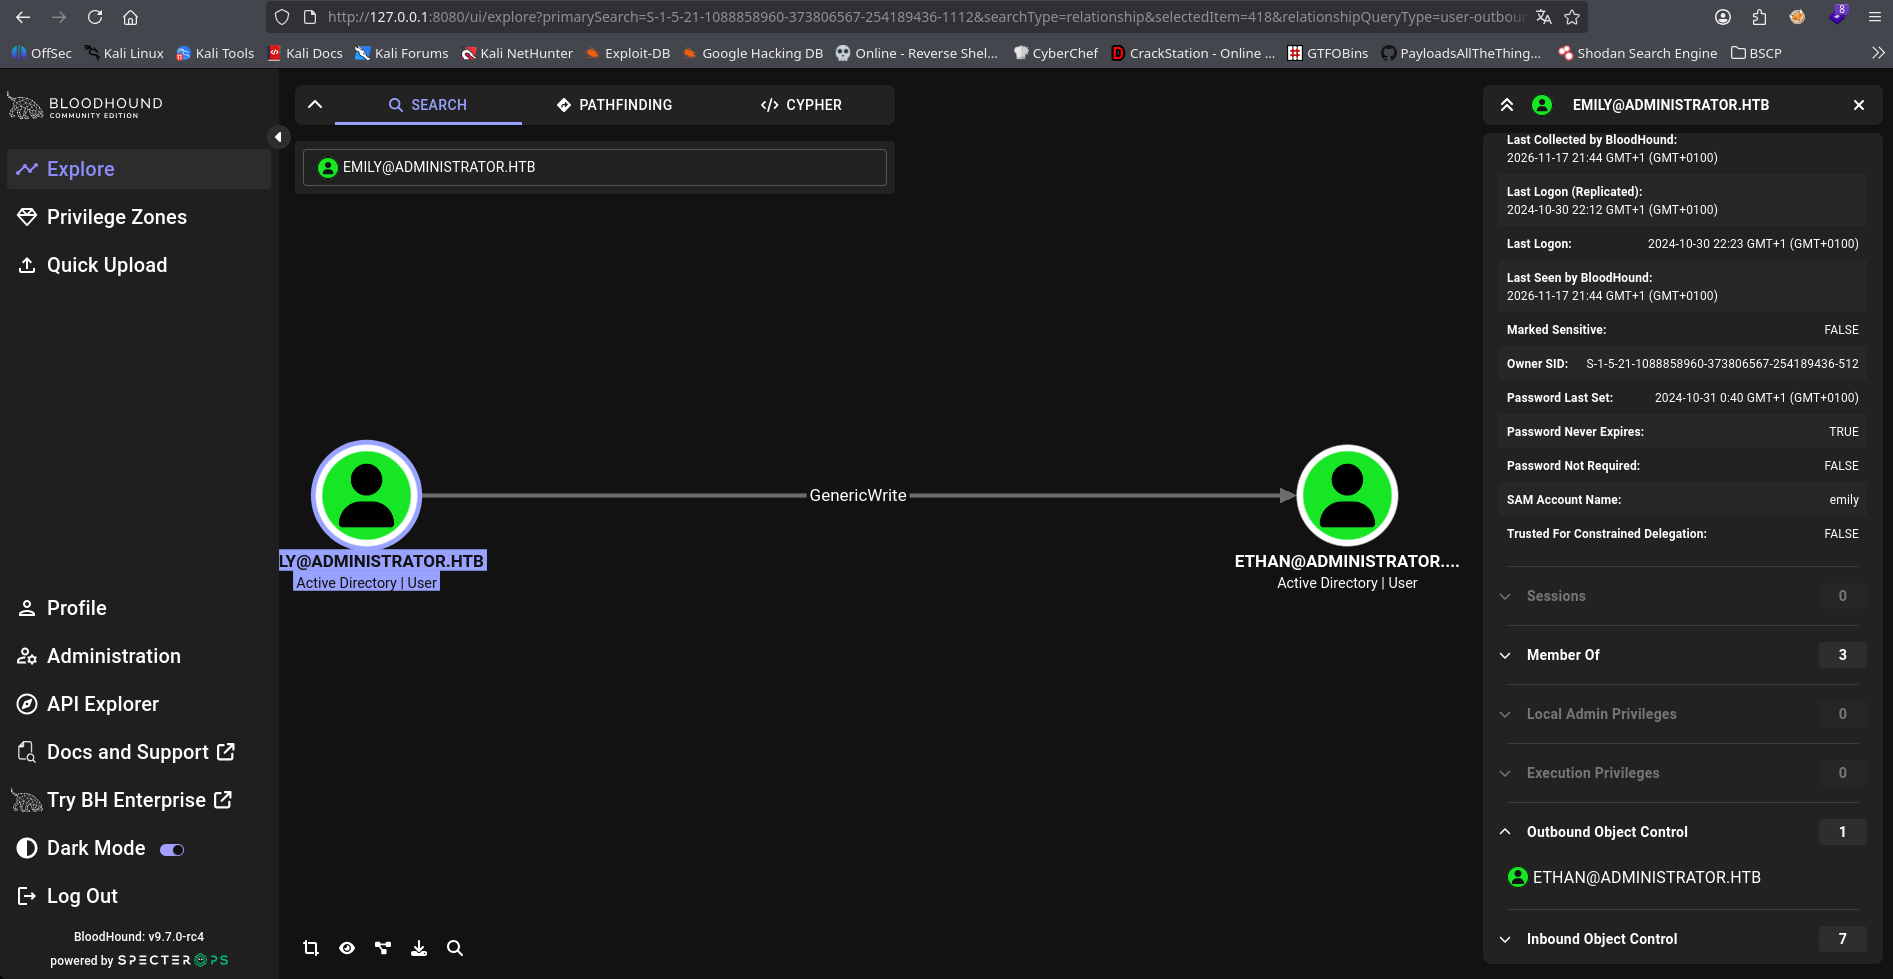 http://127.0.0.1:8080/ui/explore?primarySearch=S-1-5-21-1088858960-373806567-254189436-1112&searchType=relationship&selectedItem=418&relationshipQueryType=user-outbour
8
OffSec Kali Linux Kali Tools Kali Docs Kali Forums Kali NetHunter Exploit-DB Google Hacking DB Online - Reverse Shel... CyberChef CrackStation - Online ... GTFOBins PayloadsAllTheThing... Shodan Search Engine BSCP
BLOODHOUND
COMMUNITY EDITION
Explore
Privilege Zones
Quick Upload
Profile
Administration
API Explorer
Docs and Support
Try BH Enterprise
Dark Mode
Log Out
BloodHound: v9.7.0-rc4
powered by SPECTEROPS
SEARCH PATHFINDING </> CYPHER
EMILY@ADMINISTRATOR.HTB
GenericWrite
LY@ADMINISTRATOR.HTB
Active Directory | User
ETHAN@ADMINISTRATOR....
Active Directory | User
EMILY@ADMINISTRATOR.HTB
Last Collected by BloodHound:
2026-11-17 21:44 GMT+1 (GMT+0100)
Last Logon (Replicated):
2024-10-30 22:12 GMT+1 (GMT+0100)
Last Logon: 2024-10-30 22:23 GMT+1 (GMT+0100)
Last Seen by BloodHound:
2026-11-17 21:44 GMT+1 (GMT+0100)
Marked Sensitive: FALSE
Owner SID: S-1-5-21-1088858960-373806567-254189436-512
Password Last Set: 2024-10-31 0:40 GMT+1 (GMT+0100)
Password Never Expires: TRUE
Password Not Required: FALSE
SAM Account Name: emily
Trusted For Constrained Delegation: FALSE
Sessions 0
Member Of 3
Local Admin Privileges 0
Execution Privileges 0
Outbound Object Control 1
ETHAN@ADMINISTRATOR.HTB
Inbound Object Control 7